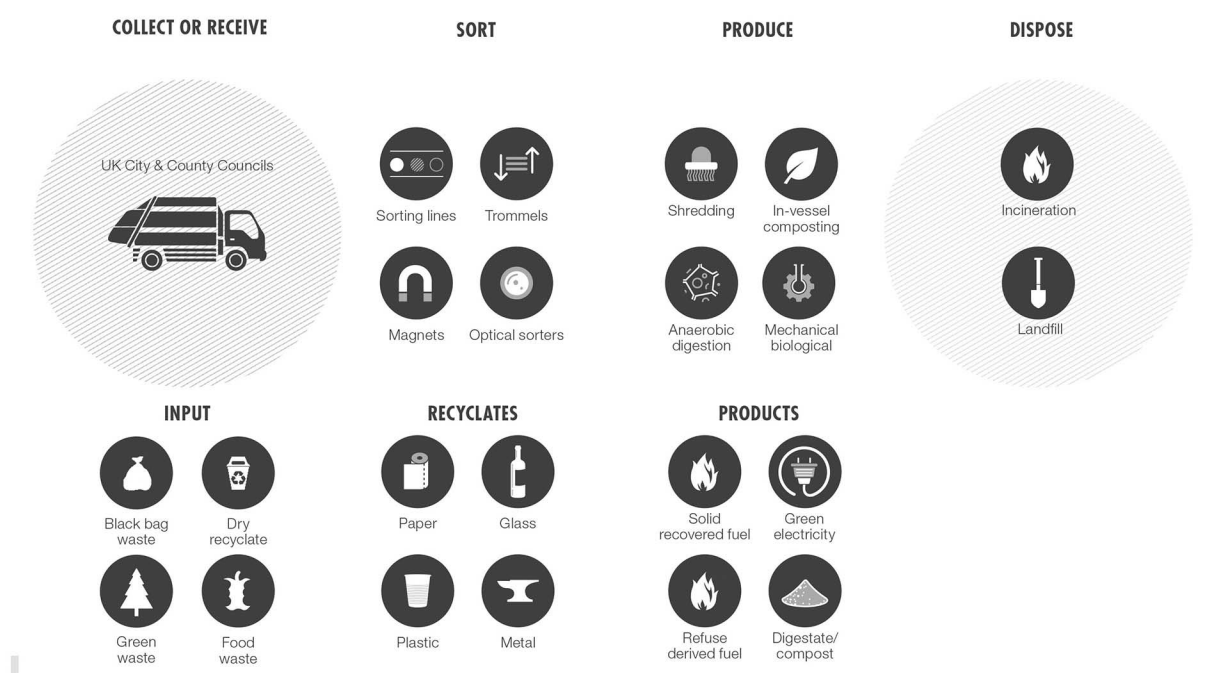 COLLECT OR RECEIVE
SORT
PRODUCE
DISPOSE
UK City & County Councils
Sorting lines
Trommels
Magnets
Optical sorters
Shredding
In-vessel
composting
Anaerobic
digestion
Mechanical
biological
Incineration
Landfill
INPUT
Black bag
waste
Dry
recyclate
Green
waste
Food
waste
RECYCLATES
Paper
Glass
Plastic
Metal
PRODUCTS
Solid
recovered fuel
Green
electricity
Refuse
derived fuel
Digestate/
compost